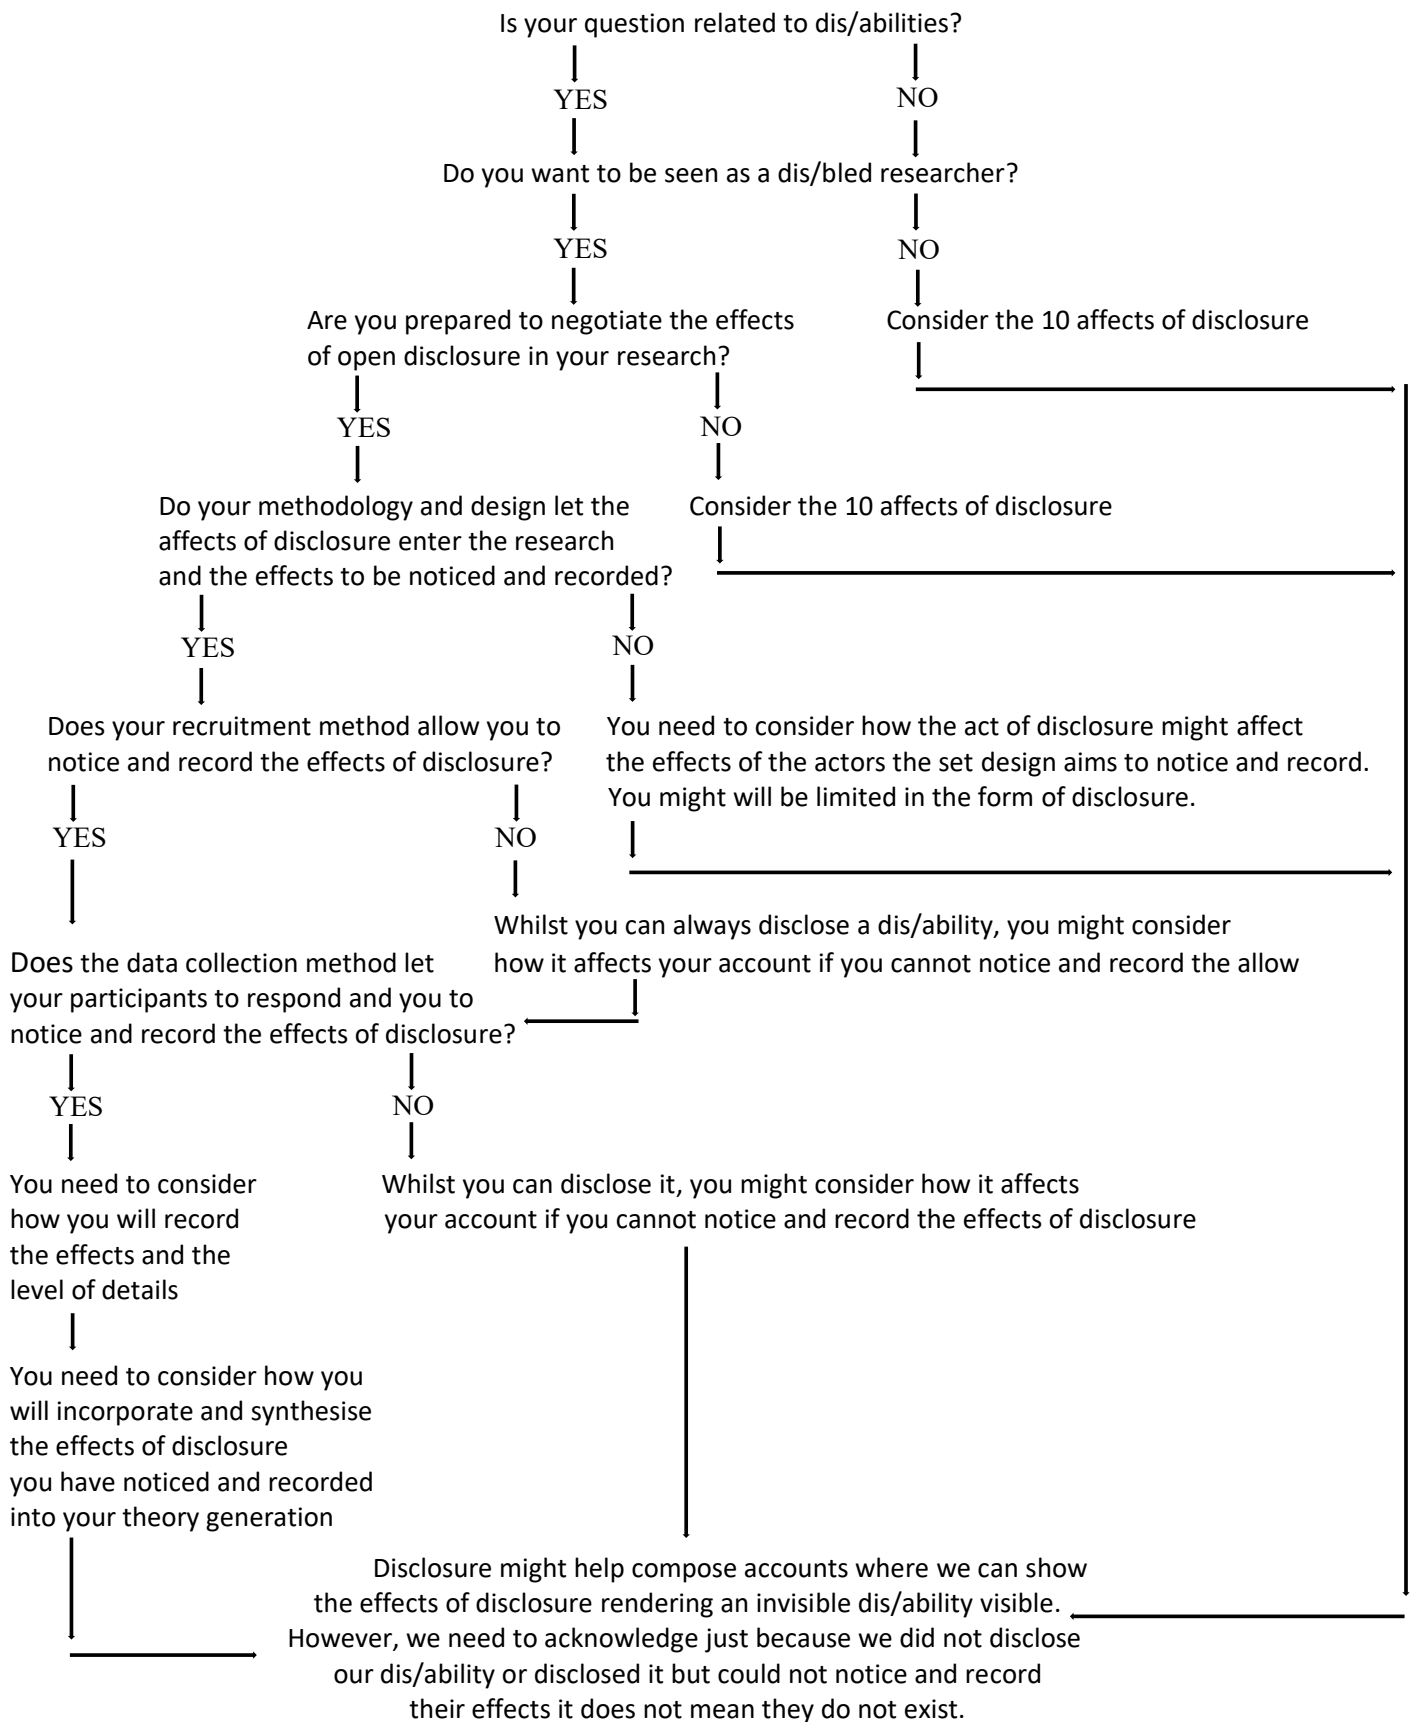 Is your question related to dis/abilities?
YES
NO
Do you want to be seen as a dis/bled researcher?
YES
NO
Are you prepared to negotiate the effects
of open disclosure in your research?
Consider the 10 affects of disclosure
YES
NO
Do your methodology and design let the
affects of disclosure enter the research
and the effects to be noticed and recorded?
Consider the 10 affects of disclosure
YES
NO
Does your recruitment method allow you to
notice and record the effects of disclosure?
You need to consider how the act of disclosure might affect
the effects of the actors the set design aims to notice and record.
You might will be limited in the form of disclosure.
YES
NO
Whilst you can always disclose a dis/ability, you might consider
how it affects your account if you cannot notice and record the allow
Does the data collection method let
your participants to respond and you to
notice and record the effects of disclosure?
YES
NO
You need to consider
how you will record
the effects and the
level of details
Whilst you can disclose it, you might consider how it affects
your account if you cannot notice and record the effects of disclosure
You need to consider how you
will incorporate and synthesise
the effects of disclosure
you have noticed and recorded
into your theory generation
Disclosure might help compose accounts where we can show
the effects of disclosure rendering an invisible dis/ability visible.
However, we need to acknowledge just because we did not disclose
our dis/ability or disclosed it but could not notice and record
their effects it does not mean they do not exist.